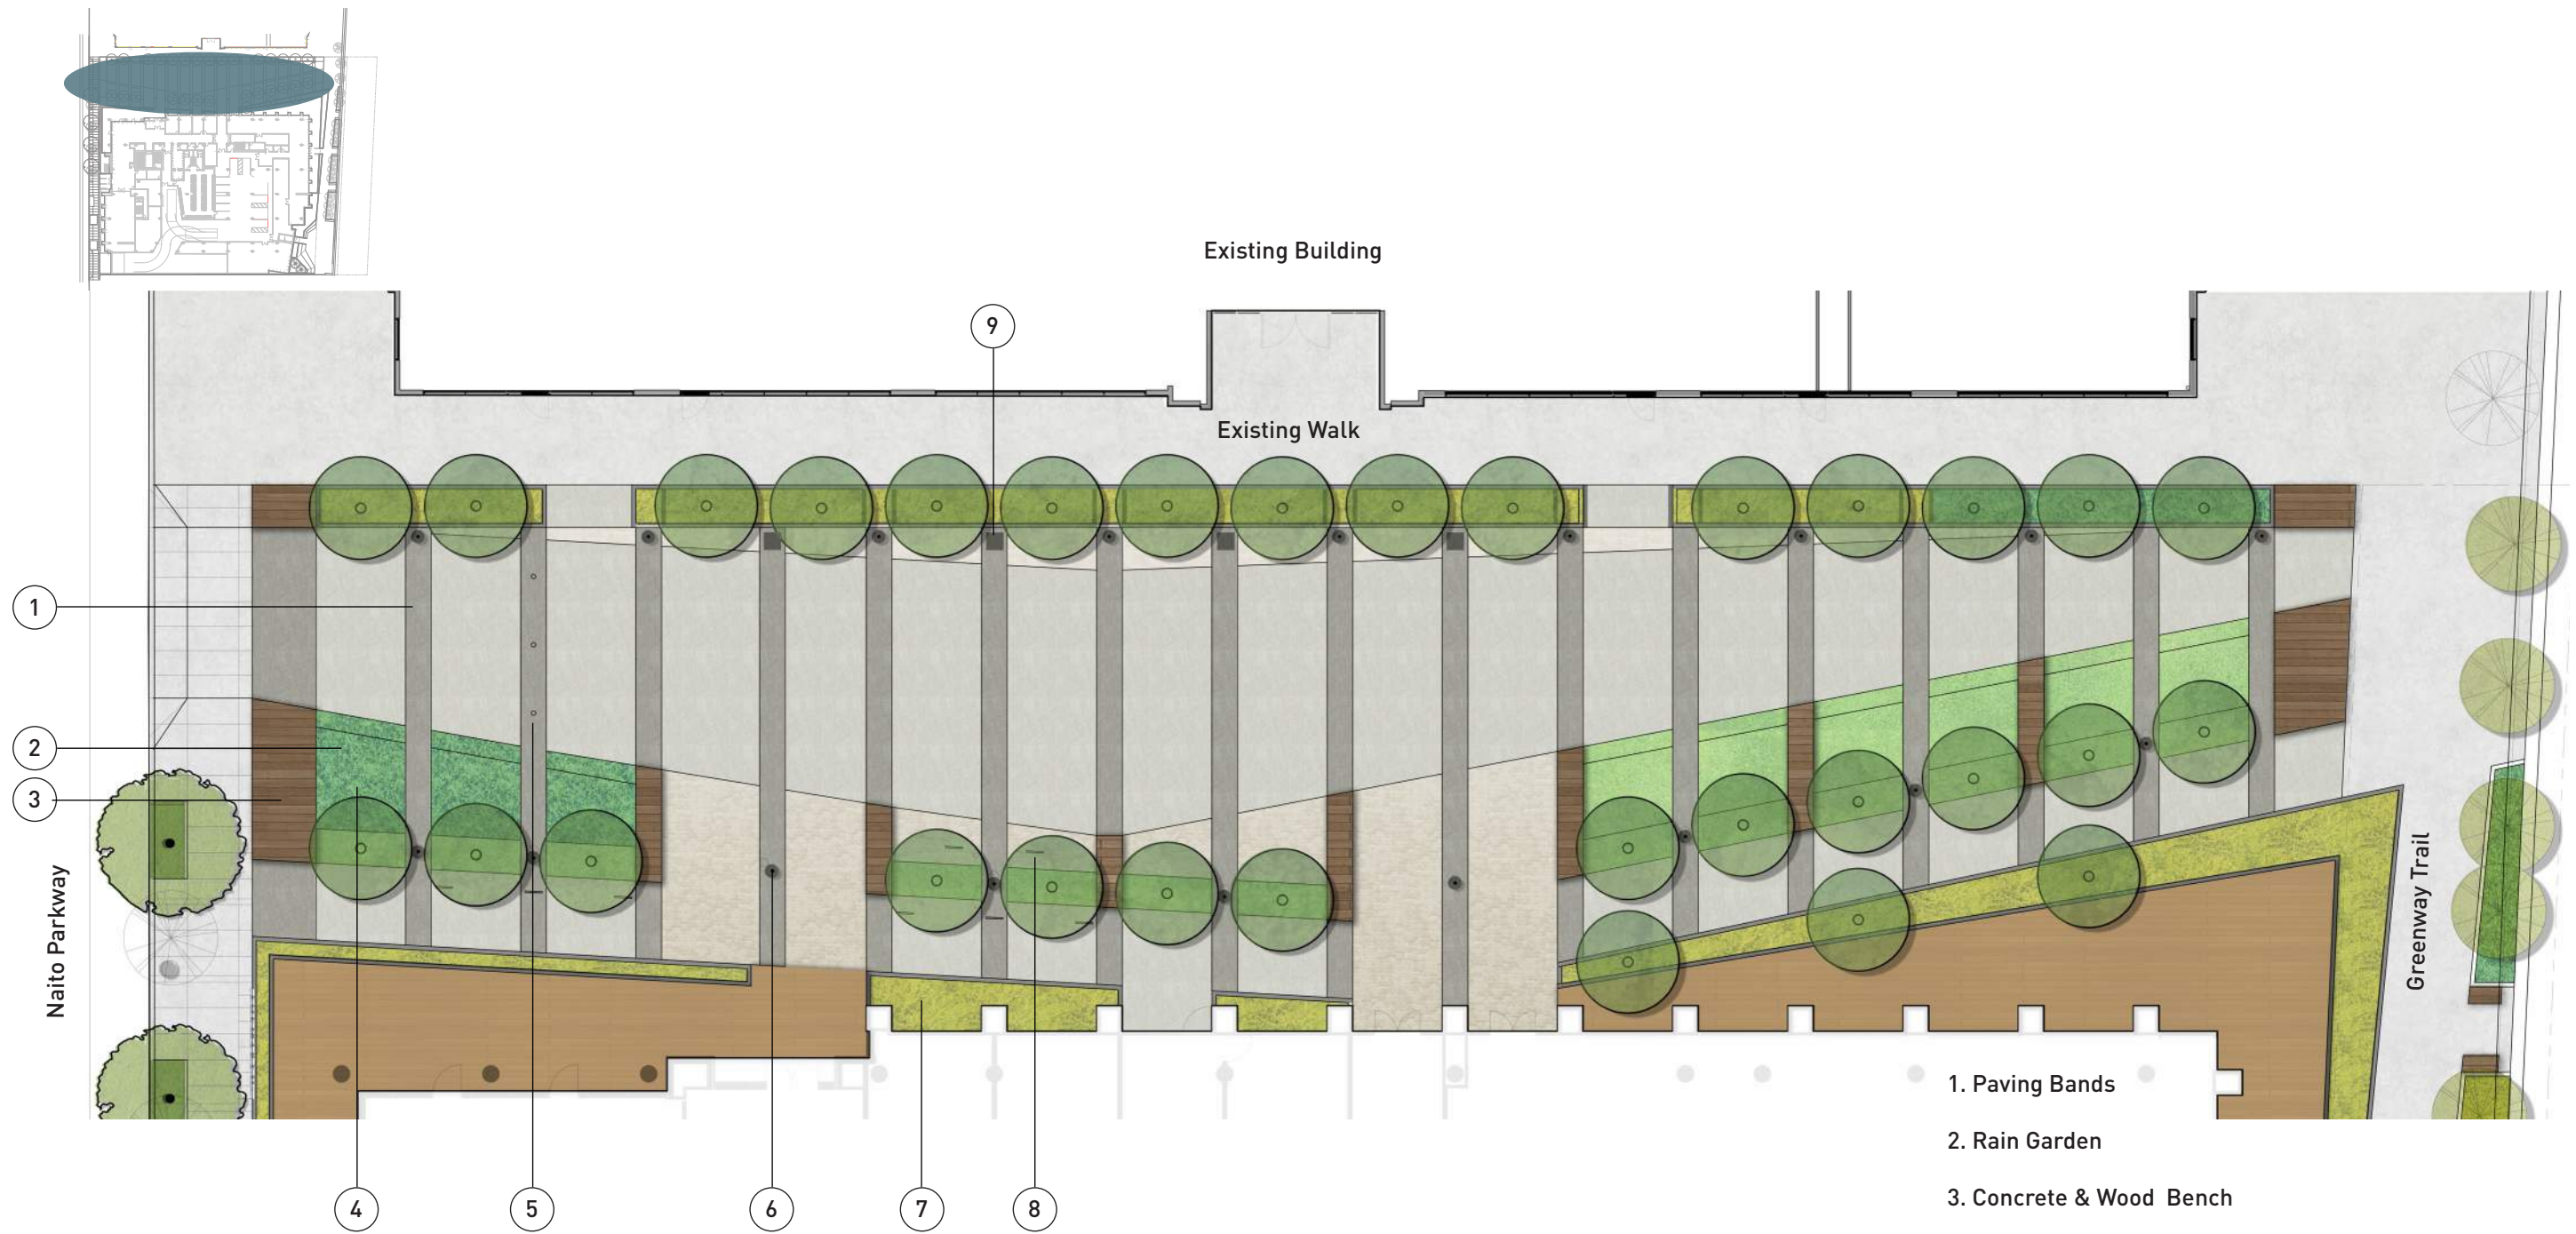 Existing Building
9
Existing Walk
1
2
3
Naito Parkway
Greenway Trail
4
5
6
7
8
1. Paving Bands
2. Rain Garden
3. Concrete & Wood Bench